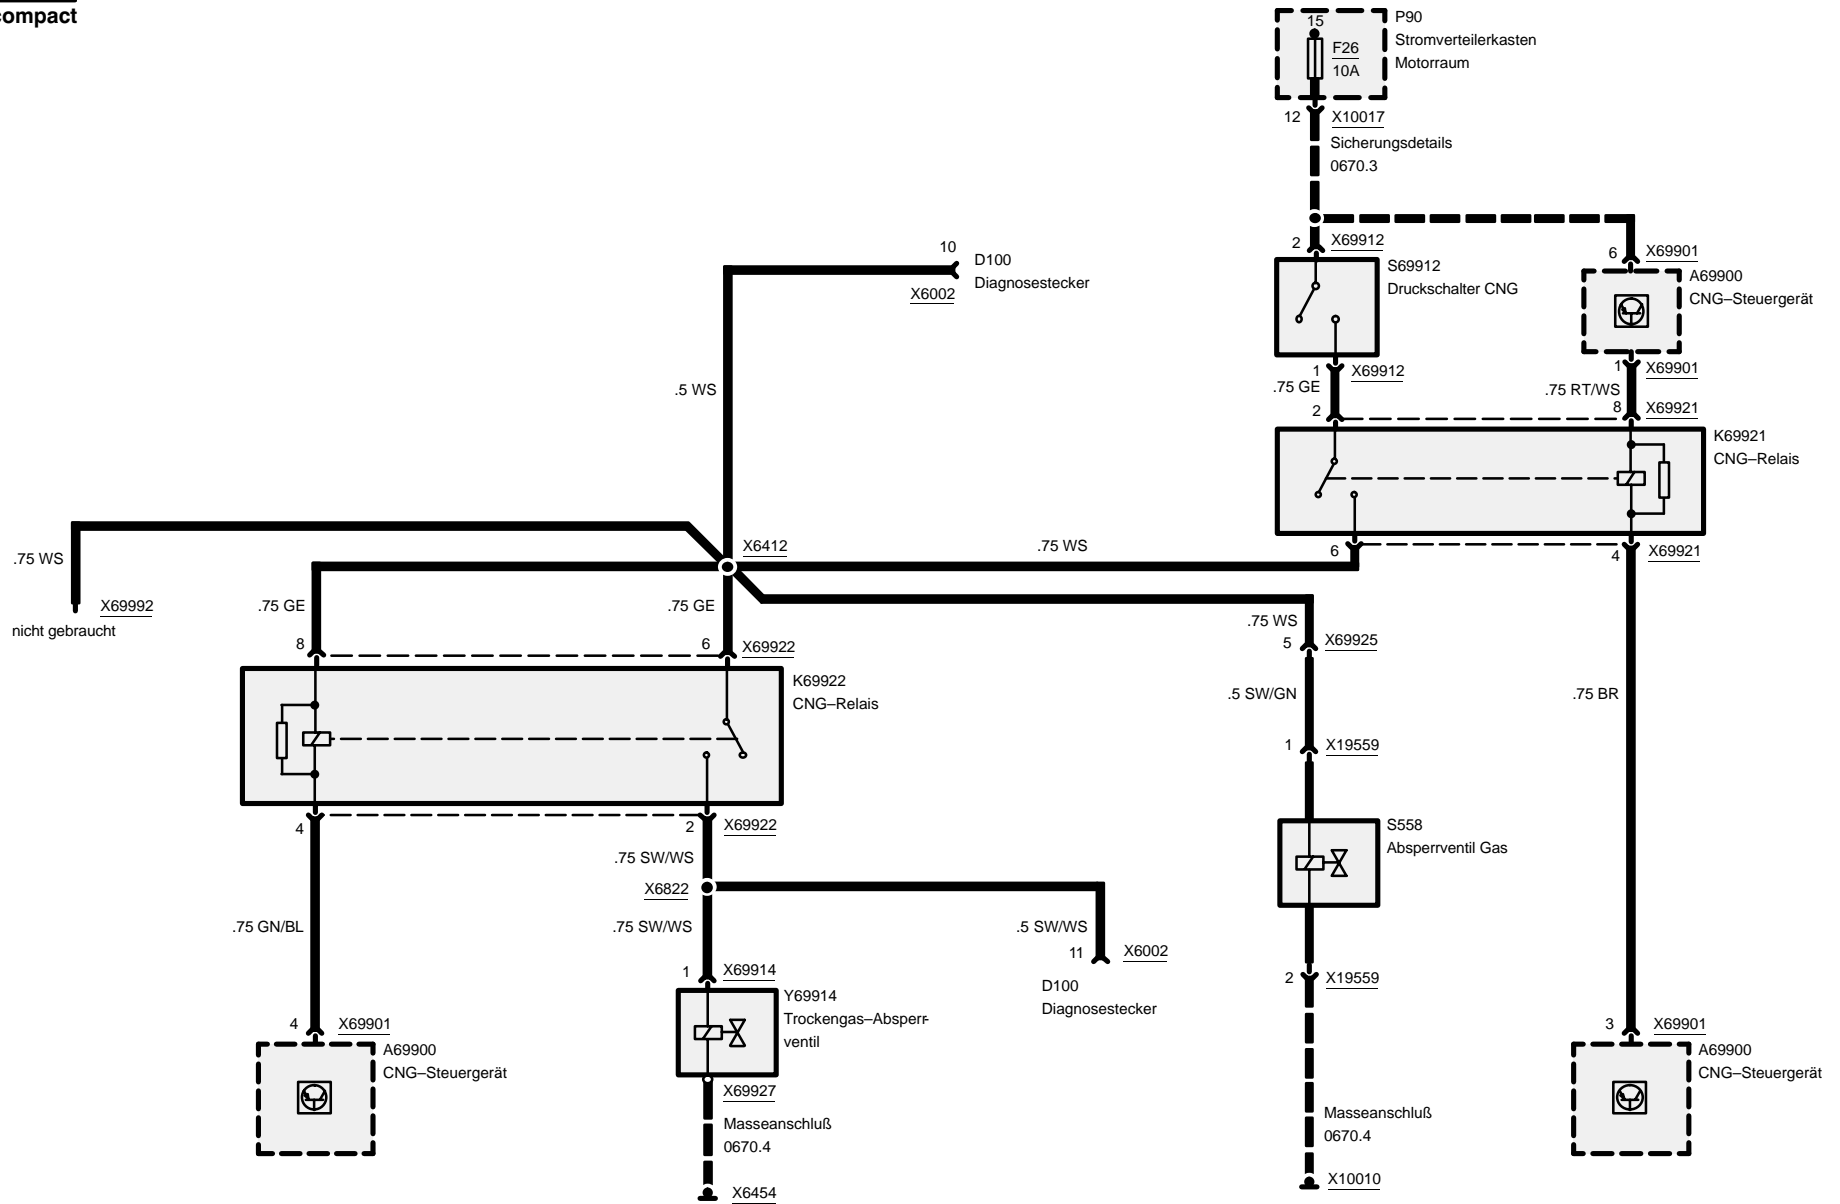 compact
15
F26
10A
P90
Stromverteilerkasten
Motorraum
12
X10017
Sicherungsdetails
0670.3
10
D100
Diagnosestecker
X6002
2
X69912
S69912
Druckschalter CNG
6
X69901
A69900
CNG–Steuergerät
1
X69912
.75 GE
2
1
X69901
.75 RT/WS
8
X69921
.5 WS
K69921
CNG–Relais
6
4
X69921
.75 WS
X69992
nicht gebraucht
X6412
.75 WS
.75 GE
.75 GE
8
6
X69922
.75 WS
5
X69925
K69922
CNG–Relais
.5 SW/GN
.75 BR
1
X19559
4
2
X69922
.75 SW/WS
S558
Absperrventil Gas
X6822
.75 GN/BL
.75 SW/WS
.5 SW/WS
11
X6002
D100
Diagnosestecker
1
X69914
Y69914
Trockengas–Absperr-
ventil
2
X19559
4
X69901
A69900
CNG–Steuergerät
3
X69901
A69900
CNG–Steuergerät
X69927
Masseanschluß
0670.4
X6454
Masseanschluß
0670.4
X10010